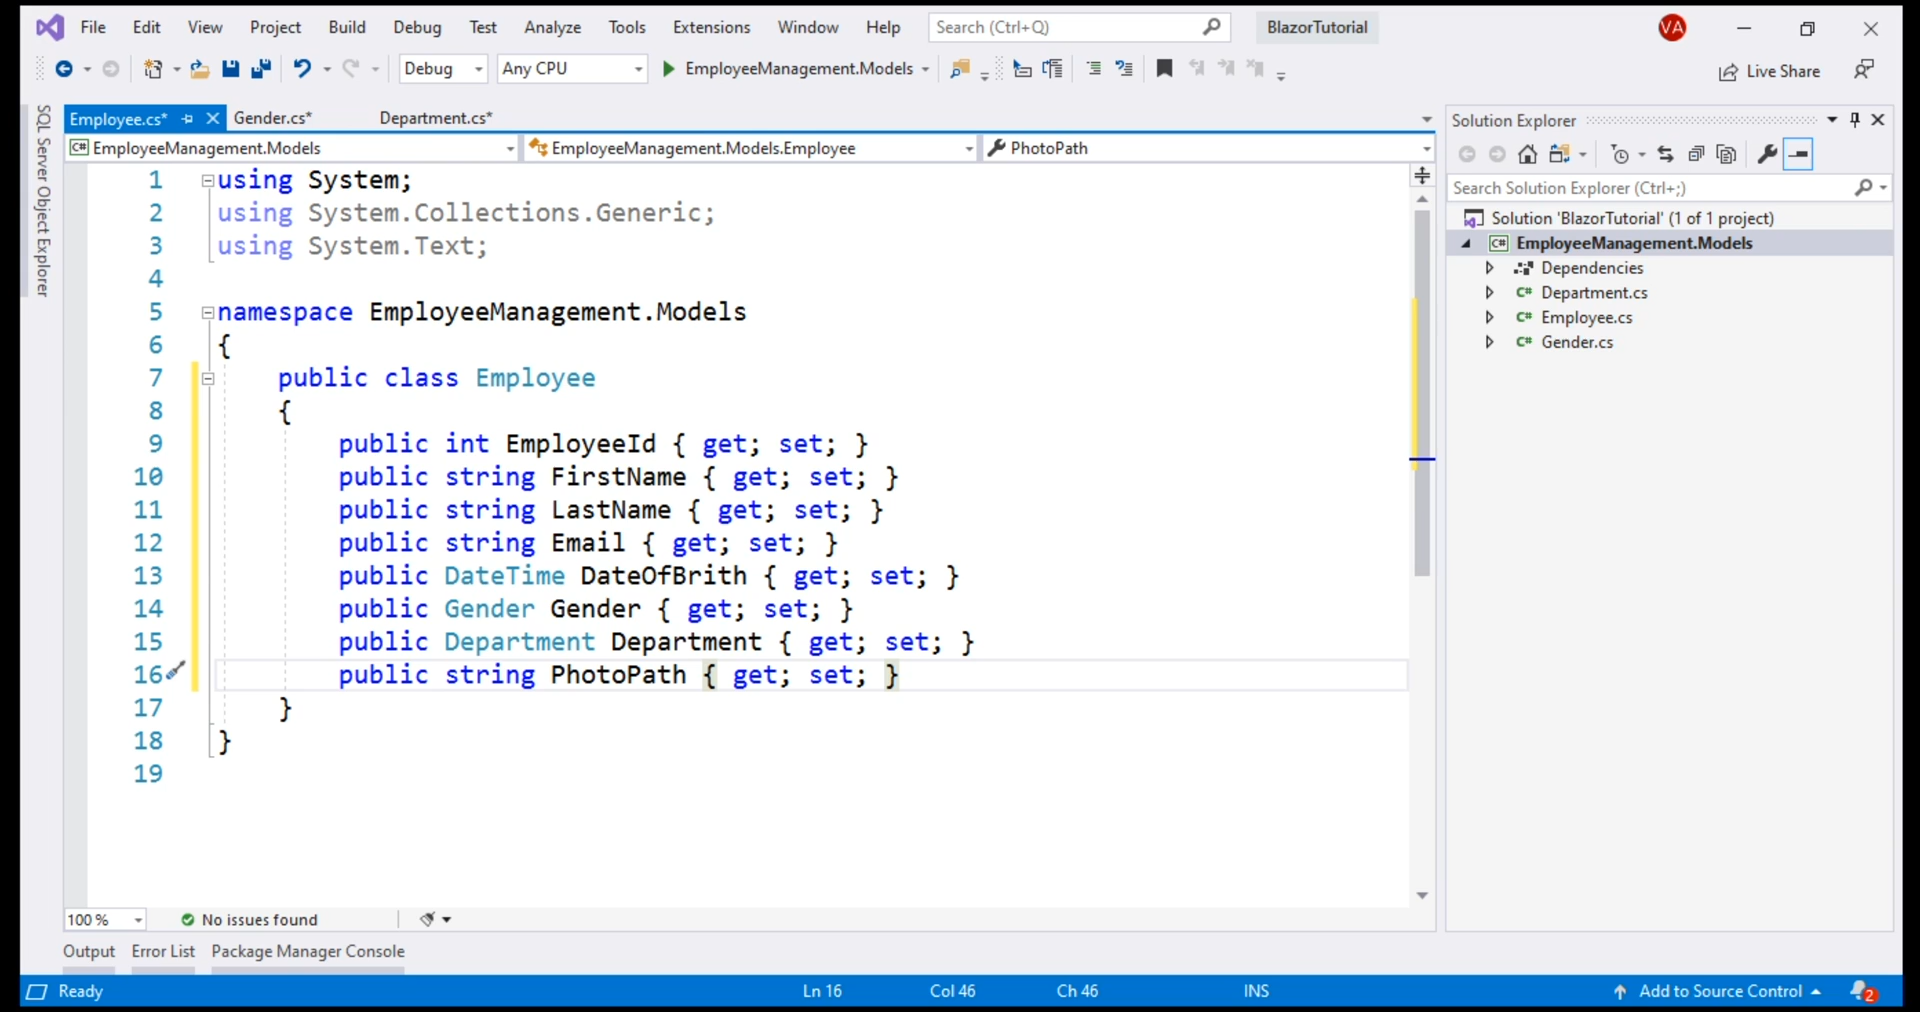 File Edit View Project Build Debug Test Analyze Tools Extensions Window Help Search (Ctrl+Q) BlazorTutorial VA
Debug Any CPU EmployeeManagement.Models Live Share
SQL Server Object Explorer
Employee.cs* Gender.cs* Department.cs*
C# EmployeeManagement.Models EmployeeManagement.Models.Employee PhotoPath
1 using System;
2 using System.Collections.Generic;
3 using System.Text;
4
5 namespace EmployeeManagement.Models
6 {
7 public class Employee
8 {
9 public int EmployeeId { get; set; }
10 public string FirstName { get; set; }
11 public string LastName { get; set; }
12 public string Email { get; set; }
13 public DateTime DateOfBrith { get; set; }
14 public Gender Gender { get; set; }
15 public Department Department { get; set; }
16 public string PhotoPath { get; set; }
17 }
18 }
19
100 % No issues found
Output Error List Package Manager Console
Solution Explorer
Search Solution Explorer (Ctrl+;)
Solution 'BlazorTutorial' (1 of 1 project)
C# EmployeeManagement.Models
Dependencies
C# Department.cs
C# Employee.cs
C# Gender.cs
Ready Ln 16 Col 46 Ch 46 INS Add to Source Control 2